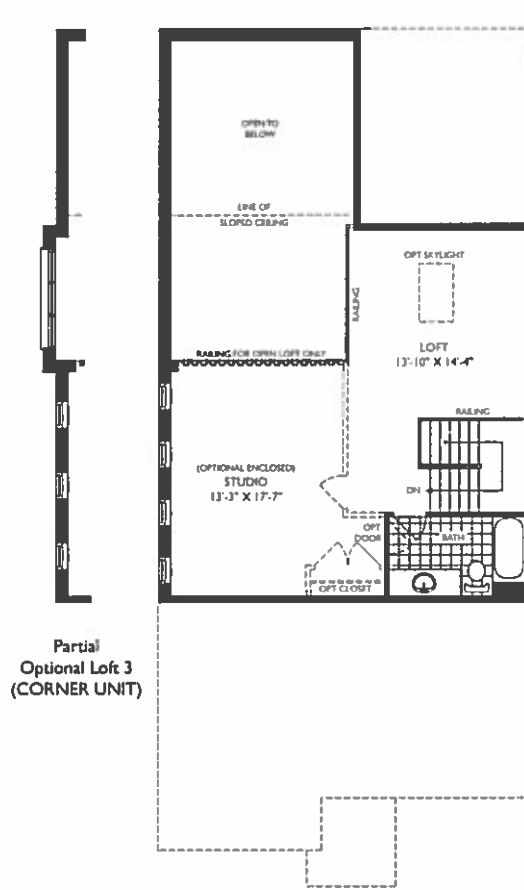 OPEN TO
BELOW
LINE OF
SLOPED CEILING
OPT SKYLIGHT
RAILING
LOFT
13'-10" X 14'-4"
RAILING FOR OPEN LOFT ONLY
RAILING
(OPTIONAL ENCLOSED)
STUDIO
13'-3" X 17'-7"
DN
OPT
DOOR
BATH
OPT CLOSET
Partial
Optional Loft 3
(CORNER UNIT)